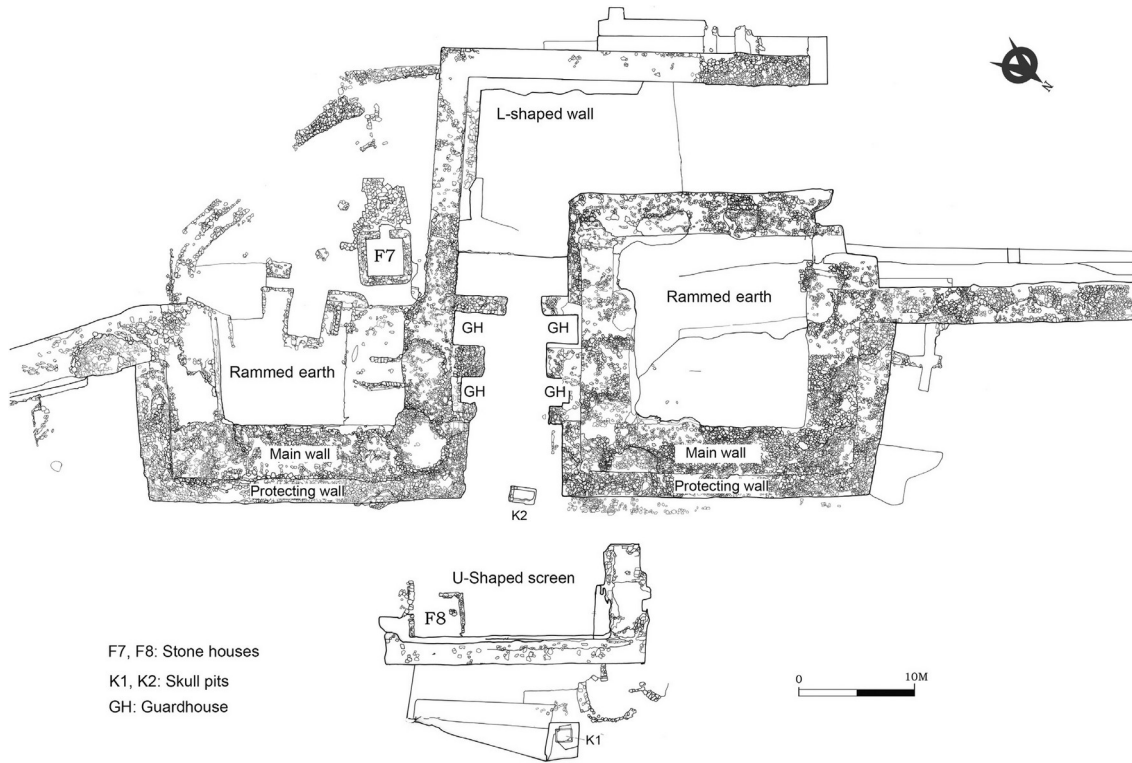 L-shaped wall
N
F7
Rammed earth
GH
GH
Rammed earth
GH
GH
Main wall
Main wall
Protecting wall
Protecting wall
K2
U-Shaped screen
F8
F7, F8: Stone houses
K1, K2: Skull pits
GH: Guardhouse
0 10M
K1